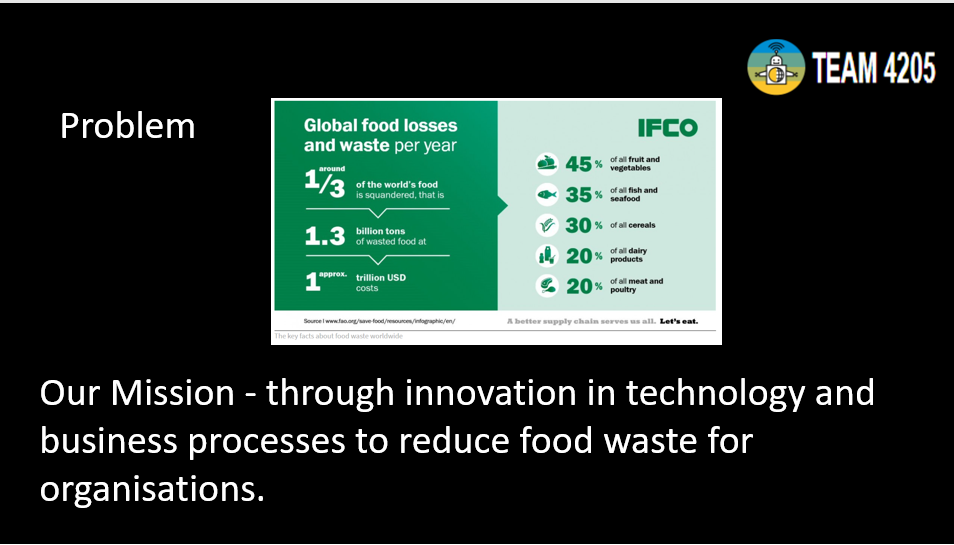 TEAM 4205
Problem
Global food losses
and waste per year
around
1/3
of the world's food
is squandered, that is
1.3
billion tons
of wasted food at
1 approx.
trillion USD
costs
IFCO
45 % of all fruit and
vegetables
35 % of all fish and
seafood
30 % of all cereals
20 % of all dairy
products
20 % of all meat and
poultry
Source I www.fao.org/save-food/resources/infographic/en/
A better supply chain serves us all. Let's eat.
The key facts about food waste worldwide
Our Mission - through innovation in technology and
business processes to reduce food waste for
organisations.